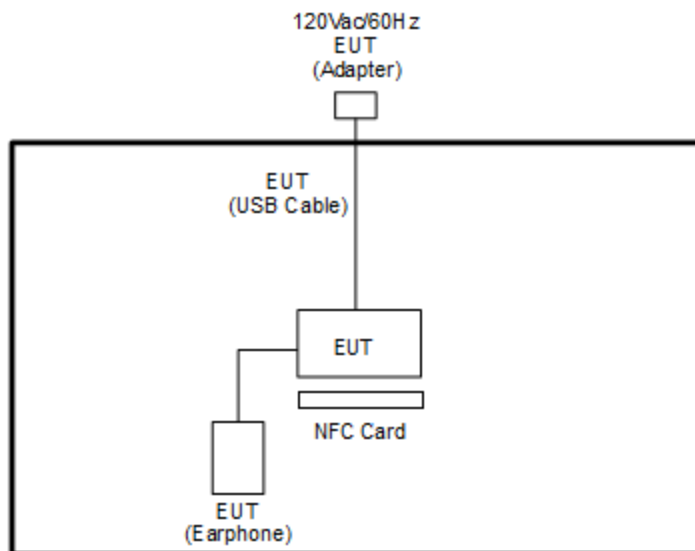 120Vac/60Hz
EUT
(Adapter)
EUT
(USB Cable)
EUT
NFC Card
EUT
(Earphone)